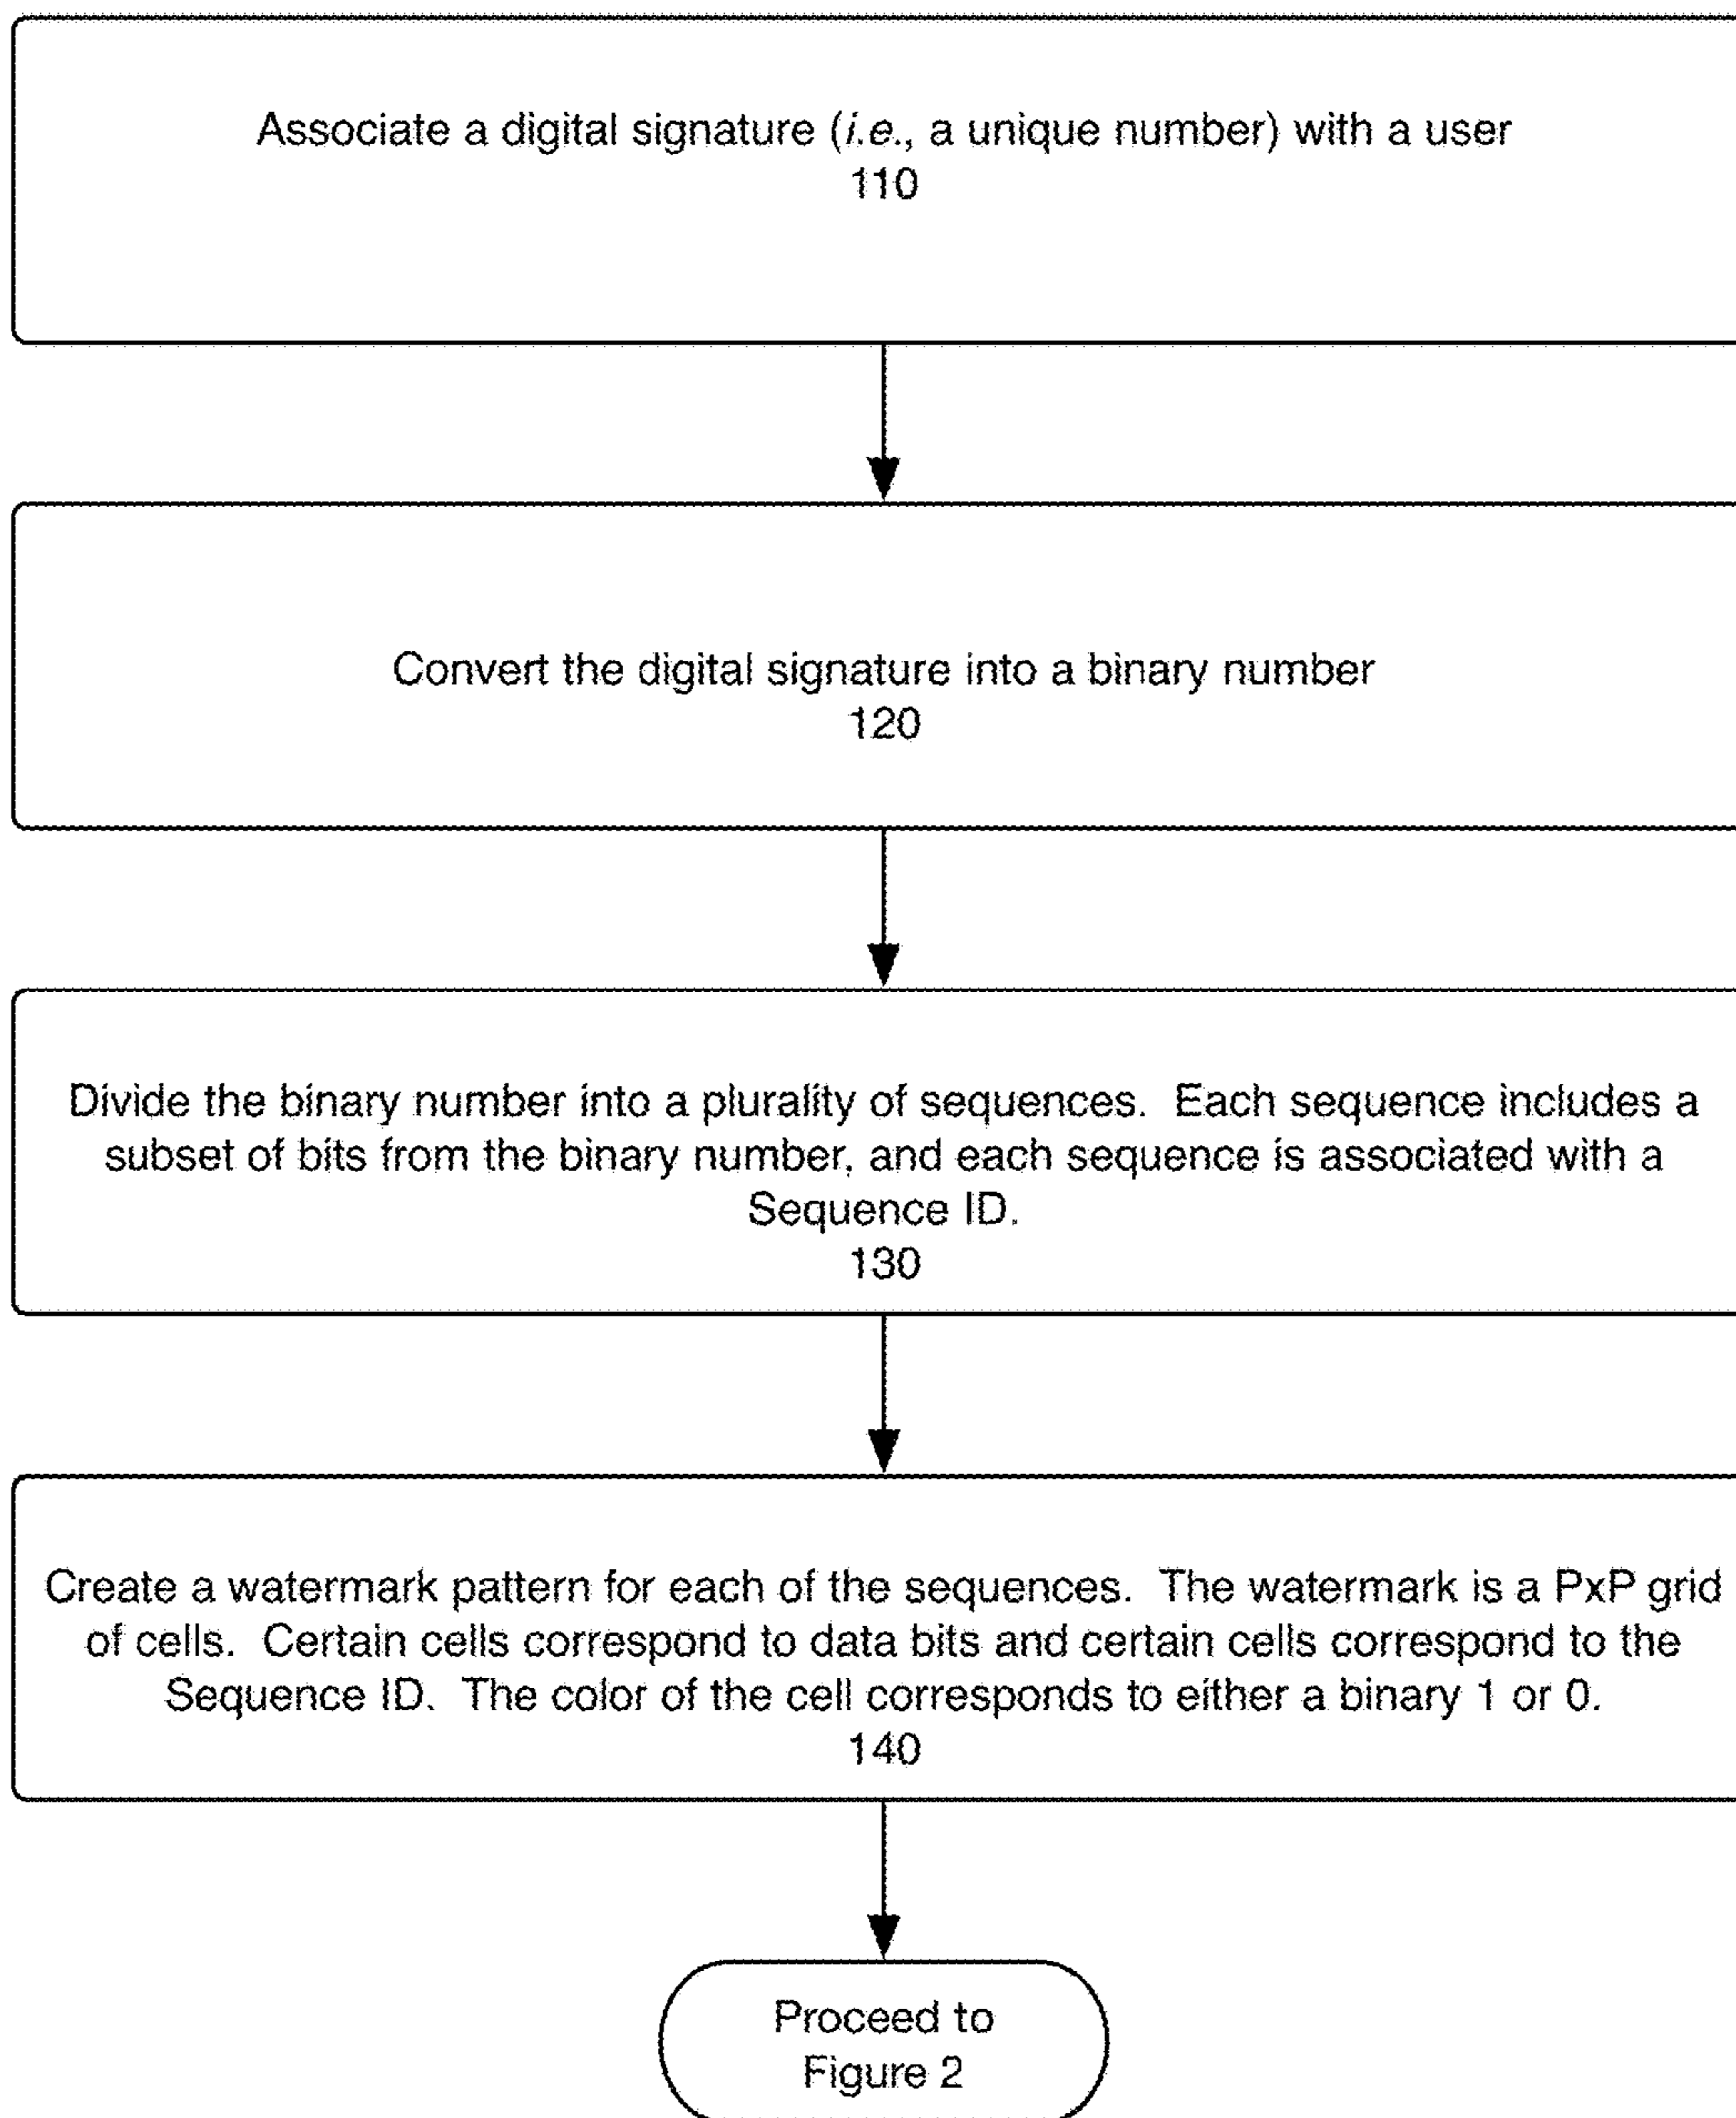 Associate a digital signature (i.e., a unique number) with a user
110
Convert the digital signature into a binary number
120
Divide the binary number into a plurality of sequences.  Each sequence includes a
subset of bits from the binary number, and each sequence is associated with a
Sequence ID.
130
Create a watermark pattern for each of the sequences.  The watermark is a PxP grid
of cells.  Certain cells correspond to data bits and certain cells correspond to the
Sequence ID.  The color of the cell corresponds to either a binary 1 or 0.
140
Proceed to
Figure 2